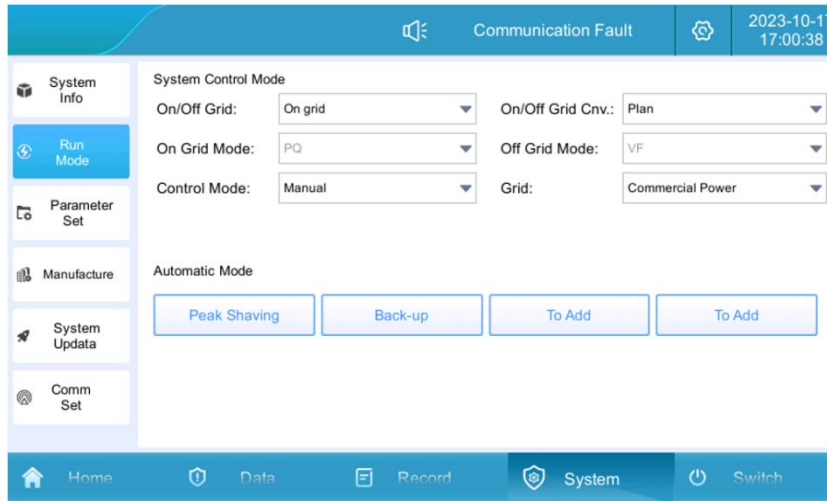 Communication Fault
2023-10-17
17:00:38
System
Info
Run
Mode
Parameter
Set
Manufacture
System
Updata
Comm
Set
System Control Mode
On/Off Grid: On grid On/Off Grid Cnv.: Plan
On Grid Mode: PQ Off Grid Mode: VF
Control Mode: Manual Grid: Commercial Power
Automatic Mode
Peak Shaving Back-up To Add To Add
Home Data Record System Switch